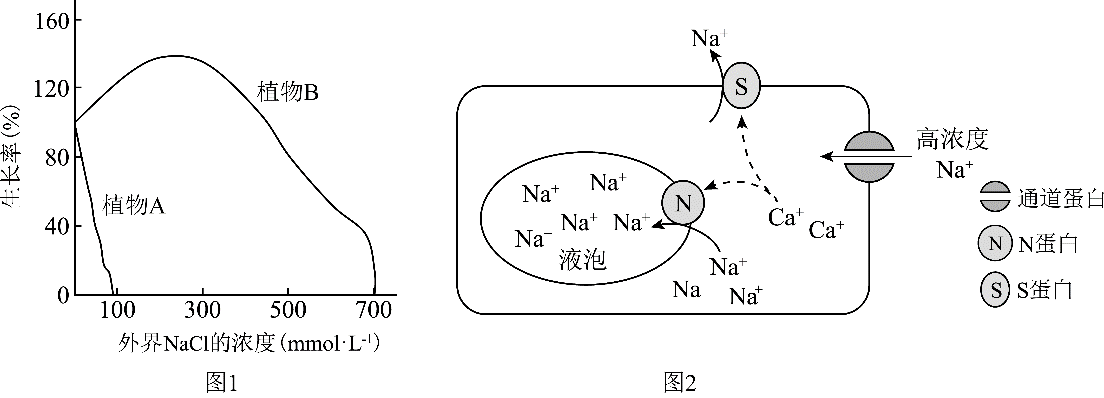 160
120
80
40
0
生长率(%)
植物B
植物A
100
300
500
700
外界NaCl的浓度(mmol·L⁻¹)
图1
Na⁺
S
高浓度
Na⁺
N
Na⁺
Na⁺
Na⁺
Na⁺
Na⁻
液泡
Ca⁺
Ca⁺
Na⁺
Na
Na⁺
通道蛋白
N
N蛋白
S
S蛋白
图2